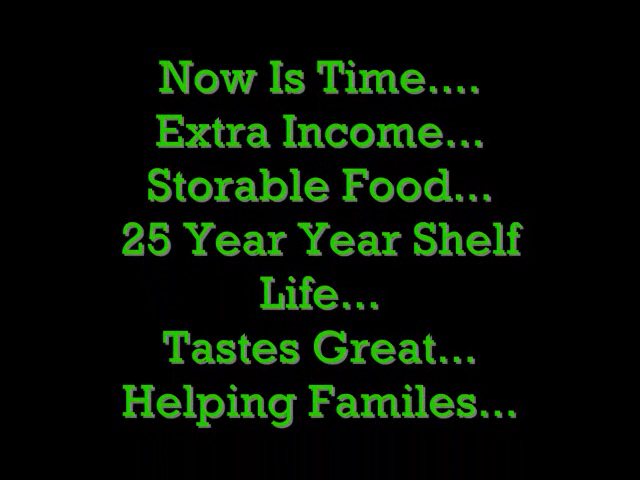 Now Is Time....
Extra Income...
Storable Food...
25 Year Year Shelf
Life...
Tastes Great...
Helping Familes...